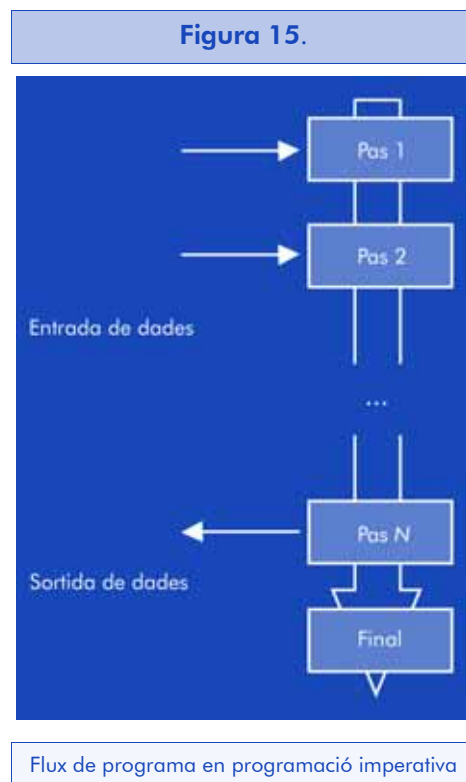 Figura 15.
Pas 1
Pas 2
Entrada de dades
...
Pas N
Sortida de dades
Final
Flux de programa en programació imperativa